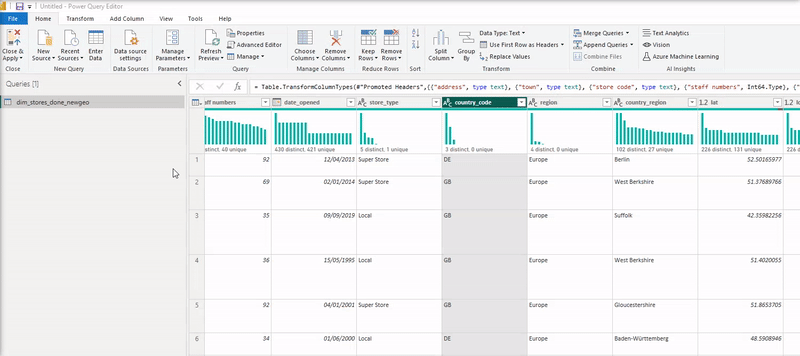 Untitled - Power Query Editor
File Home Transform Add Column View Tools Help
Close & Apply New Source Recent Sources Enter Data Data source settings Manage Parameters Refresh Preview Properties Advanced Editor Manage Choose Columns Remove Columns Keep Rows Remove Rows Split Column Group By Data Type: Text Use First Row as Headers Replace Values Merge Queries Append Queries Combine Files Text Analytics Vision Azure Machine Learning
Close New Query Data Sources Parameters Query Manage Columns Reduce Rows Sort Transform Combine AI Insights
Queries [1]
= Table.TransformColumnTypes(#"Promoted Headers",{{"address", type text}, {"town", type text}, {"store code", type text}, {"staff numbers", Int64.Type}, {"
dim_stores_done_newgeo
aff numbers date_opened store_type country_code region country_region 1.2 lat 1.2
istinct, 40 unique 430 distinct, 421 unique 5 distinct, 1 unique 3 distinct, 0 unique 4 distinct, 0 unique 102 distinct, 27 unique 226 distinct, 131 unique 226 dis
1 92 12/04/2013 Super Store DE Europe Berlin 52.50165977
2 69 02/01/2014 Super Store GB Europe West Berkshire 51.37689766
3 35 09/09/2019 Local GB Europe Suffolk 42.35982256
4 36 15/05/1995 Local GB Europe West Berkshire 51.4020055
5 92 04/01/2001 Super Store GB Europe Gloucestershire 51.8653705
6 34 01/06/2000 Local DE Europe Baden-Württemberg 48.5908946